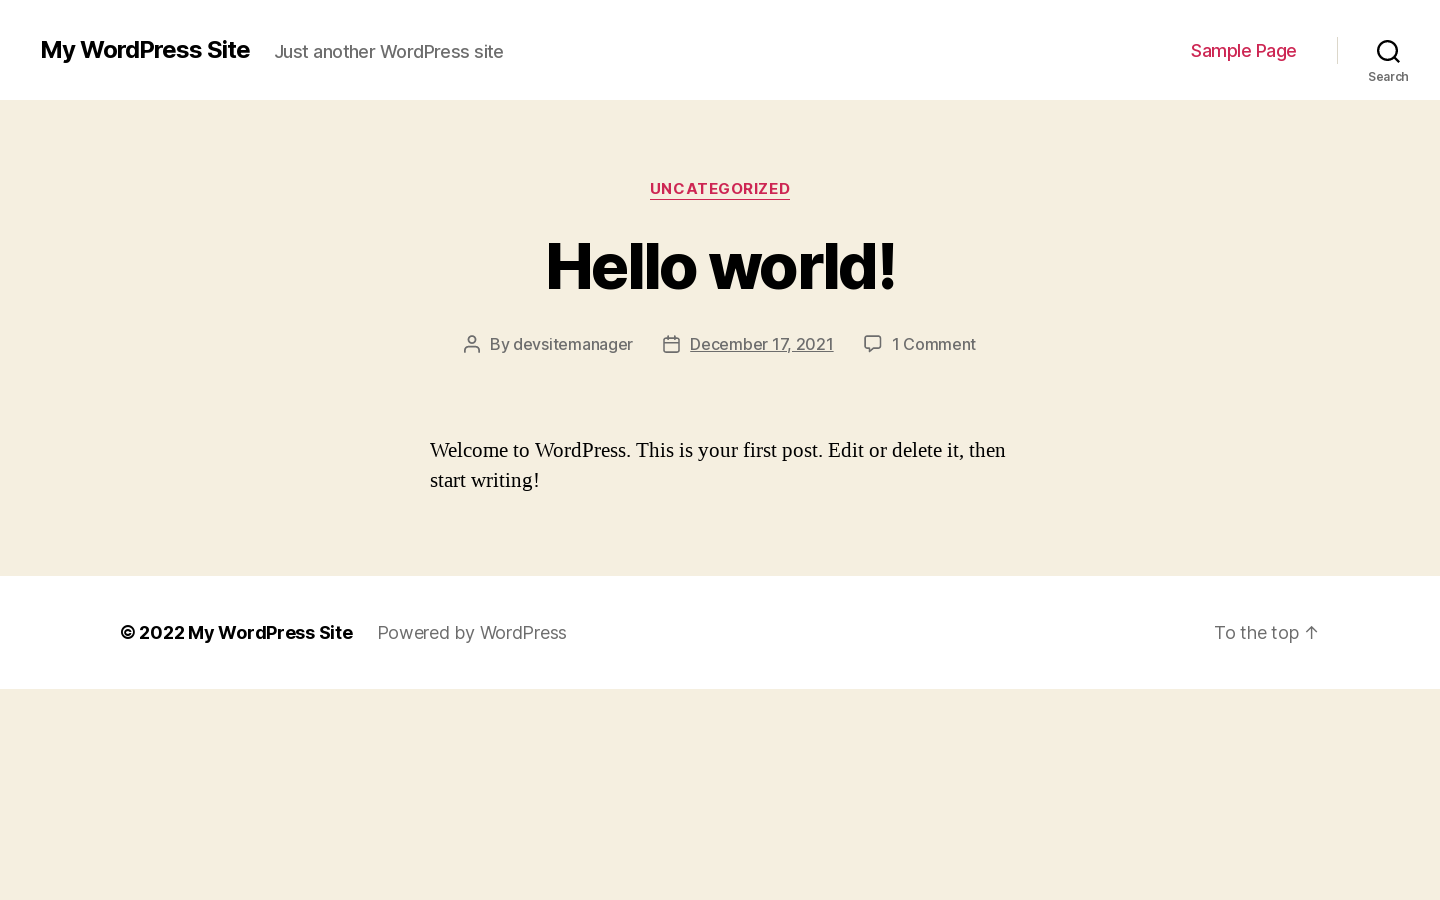 My WordPress Site
Just another WordPress site
Sample Page
Search
UNCATEGORIZED
Hello world!
By devsitemanager
December 17, 2021
1 Comment
Welcome to WordPress. This is your first post. Edit or delete it, then
start writing!
© 2022 My WordPress Site
Powered by WordPress
To the top ↑